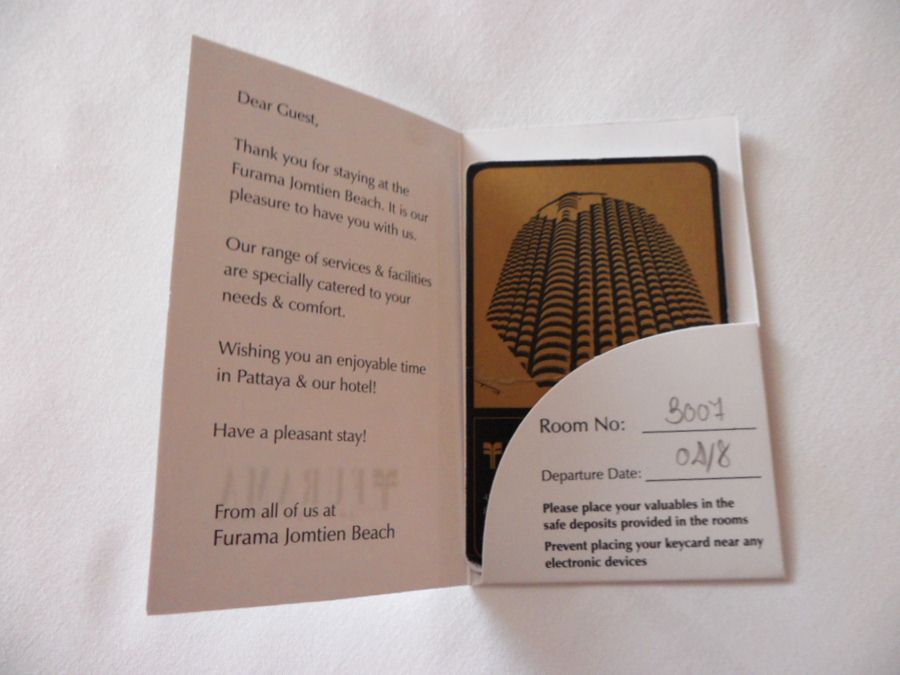 Dear Guest,
Thank you for staying at the
Furama Jomtien Beach. It is our
pleasure to have you with us.
Our range of services & facilities
are specially catered to your
needs & comfort.
Wishing you an enjoyable time
in Pattaya & our hotel!
Have a pleasant stay!
FURAMA
From all of us at
Furama Jomtien Beach
Room No: 3007
Departure Date: 04/8
Please place your valuables in the
safe deposits provided in the rooms
Prevent placing your keycard near any
electronic devices